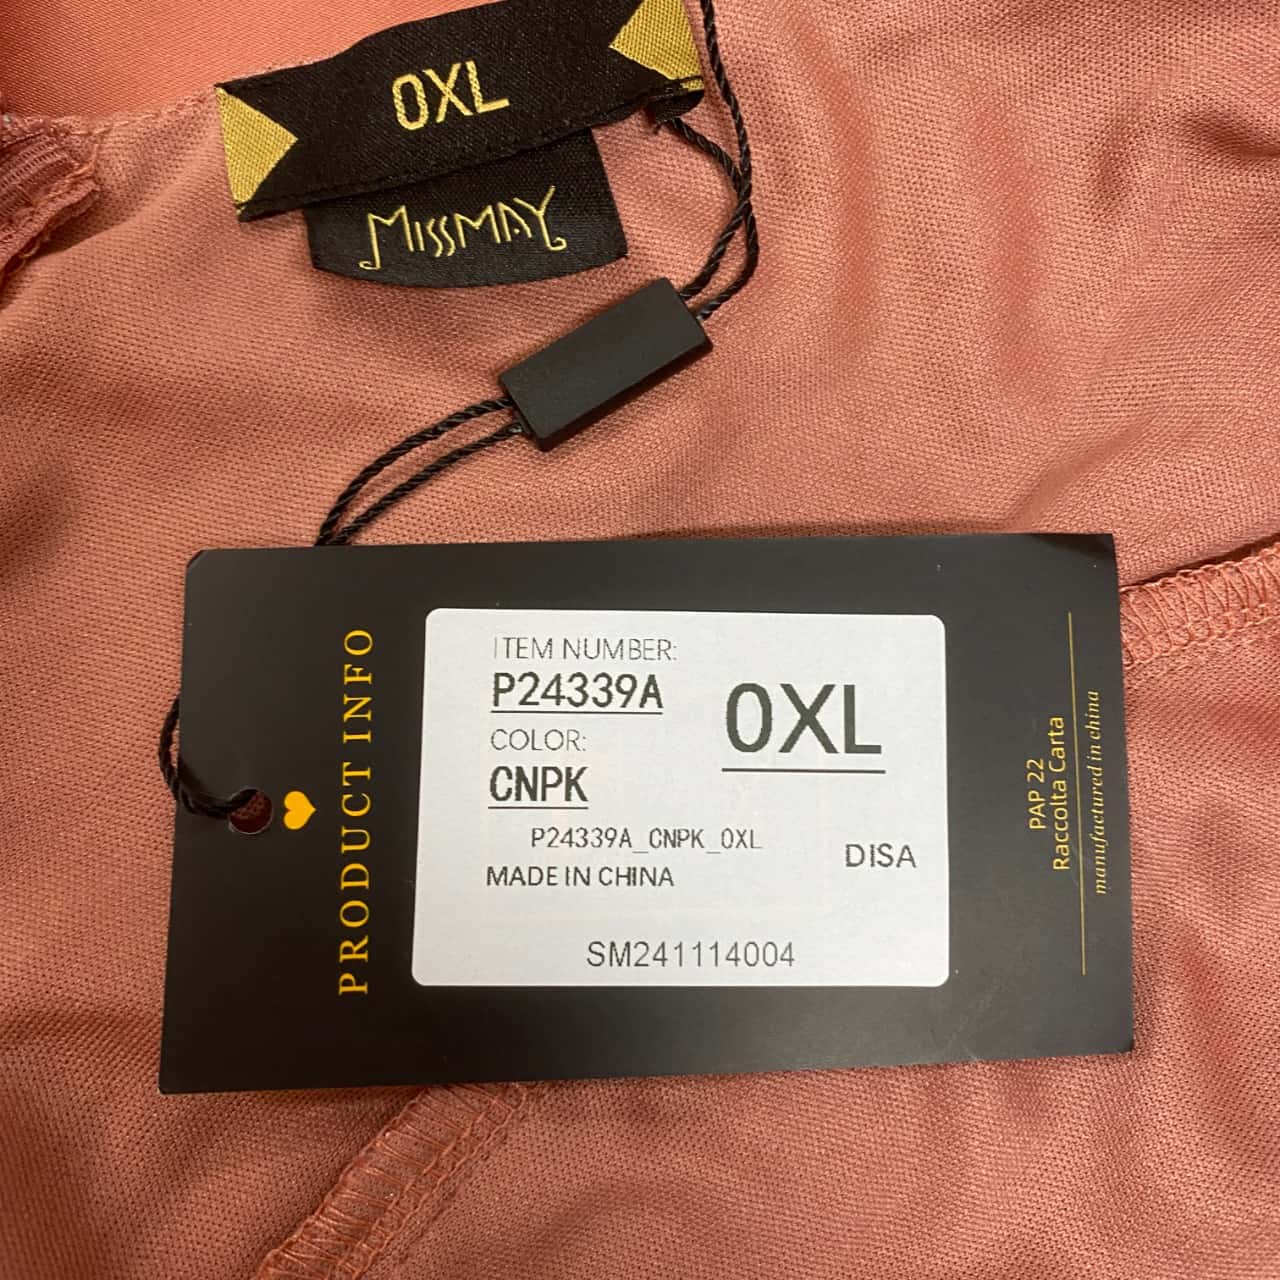 0XL
MISSMAY
PRODUCT INFO
ITEM NUMBER:
P24339A
0XL
COLOR:
CNPK
P24339A_CNPK_0XL
MADE IN CHINA
DISA
SM241114004
PAP 22
Raccolta Carta
manufactured in china